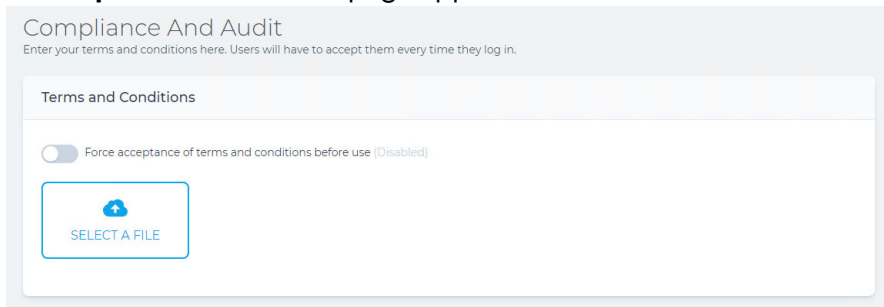 Compliance And Audit
Enter your terms and conditions here. Users will have to accept them every time they log in.
Terms and Conditions
Force acceptance of terms and conditions before use (Disabled)
SELECT A FILE